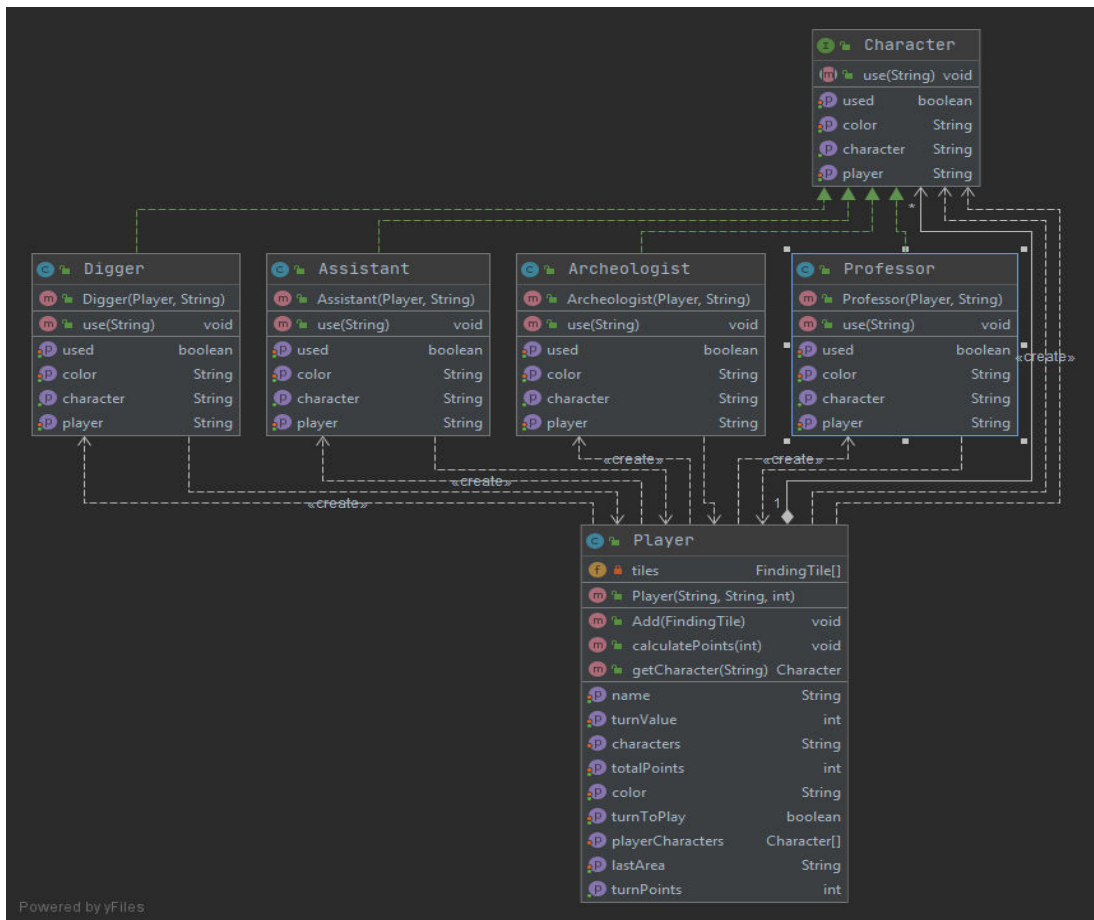 Character
use(String) void
used boolean
color String
character String
player String
*
Digger
Digger(Player, String)
use(String) void
used boolean
color String
character String
player String
Assistant
Assistant(Player, String)
use(String) void
used boolean
color String
character String
player String
Archeologist
Archeologist(Player, String)
use(String) void
used boolean
color String
character String
player String
Professor
Professor(Player, String)
use(String) void
used boolean
color String
character String
player String
«create»
«create»
«create»
«create»
«create»
1
Player
tiles FindingTile[]
Player(String, String, int)
Add(FindingTile) void
calculatePoints(int) void
getCharacter(String) Character
name String
turnValue int
characters String
totalPoints int
color String
turnToPlay boolean
playerCharacters Character[]
lastArea String
turnPoints int
Powered by yFiles